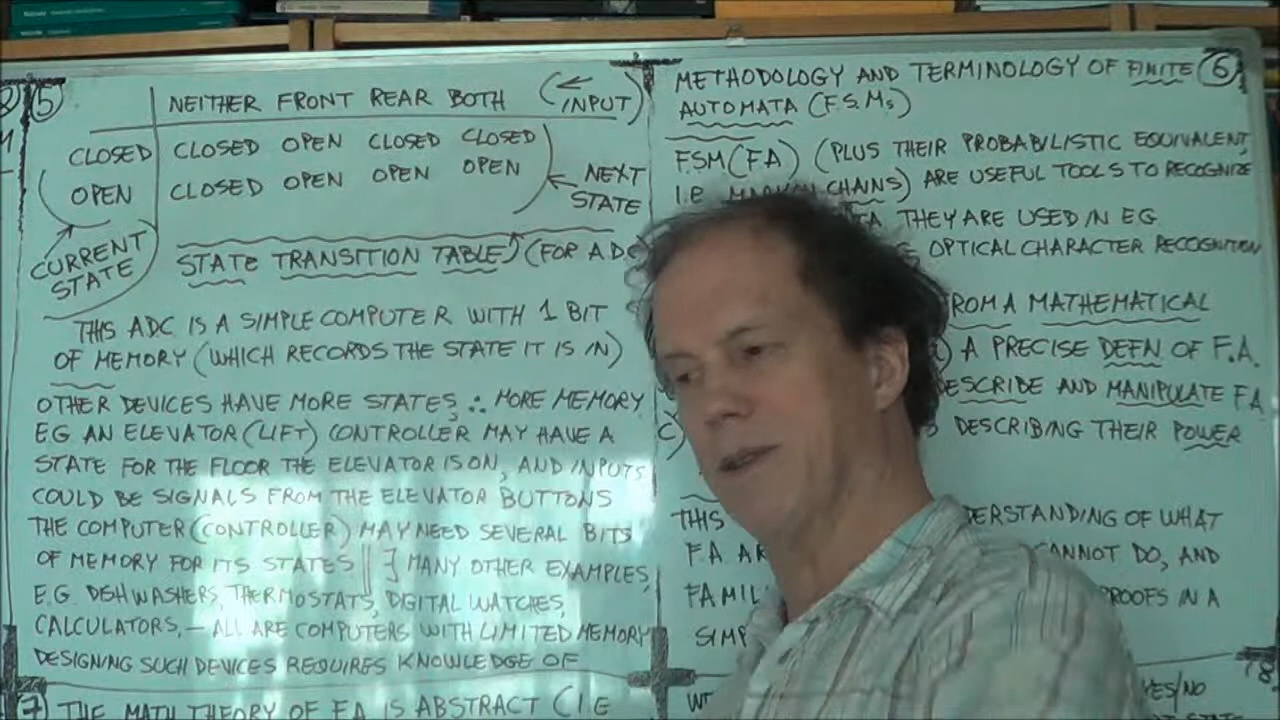 5
NEITHER FRONT REAR BOTH (← INPUT)
CLOSED CLOSED OPEN CLOSED CLOSED
OPEN CLOSED OPEN OPEN OPEN
← NEXT STATE
CURRENT STATE
STATE TRANSITION TABLE (FOR A DC
THIS ADC IS A SIMPLE COMPUTER WITH 1 BIT
OF MEMORY (WHICH RECORDS THE STATE IT IS IN)
OTHER DEVICES HAVE MORE STATES, ∴ MORE MEMORY
EG AN ELEVATOR (LIFT) CONTROLLER MAY HAVE A
STATE FOR THE FLOOR THE ELEVATOR IS ON, AND INPUTS
COULD BE SIGNALS FROM THE ELEVATOR BUTTONS
THE COMPUTER (CONTROLLER) MAY NEED SEVERAL BITS
OF MEMORY FOR ITS STATES || ∃ MANY OTHER EXAMPLES,
E.G. DISHWASHERS, THERMOSTATS, DIGITAL WATCHES,
CALCULATORS, — ALL ARE COMPUTERS WITH LIMITED MEMORY
DESIGNING SUCH DEVICES REQUIRES KNOWLEDGE OF
7 THE MATH THEORY OF F.A IS ABSTRACT (I.E
METHODOLOGY AND TERMINOLOGY OF FINITE 6
AUTOMATA (F.S.Ms)
FSM (FA) (PLUS THEIR PROBABILISTIC EQUIVALENT,
I.E CHAINS) ARE USEFUL TOOLS TO RECOGNIZE
THEY ARE USED IN EG
OPTICAL CHARACTER RECOGNITION
A MATHEMATICAL
A PRECISE DEFN OF F.A.
DESCRIBE AND MANIPULATE FA
C) DESCRIBING THEIR POWER
THIS OF WHAT
FA CANNOT DO, AND
IN A
YES/NO
8